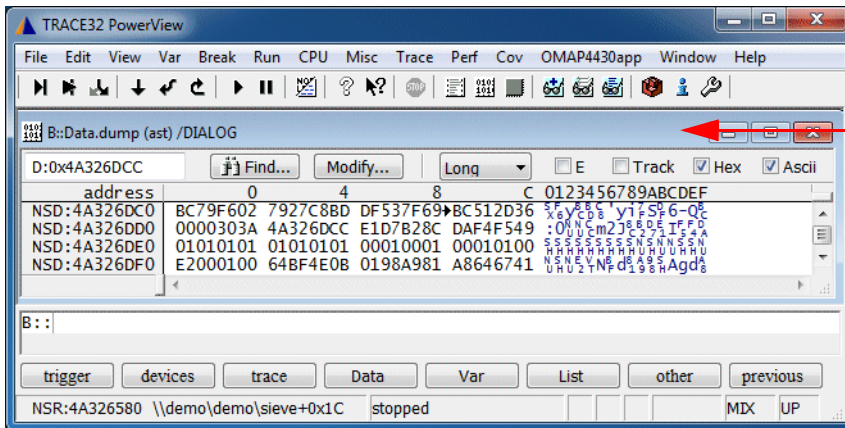 TRACE32 PowerView
File Edit View Var Break Run CPU Misc Trace Perf Cov OMAP4430app Window Help
STOP
B::Data.dump (ast) /DIALOG
D:0x4A326DCC Find... Modify... Long E Track Hex Ascii
address 0 4 8 C 0123456789ABCDEF
NSD:4A326DC0 BC79F602 7927C8BD DF537F69 BC512D36
NSD:4A326DD0 0000303A 4A326DCC E1D7B28C DAF4F549
NSD:4A326DE0 01010101 01010101 00010001 00010100
NSD:4A326DF0 E2000100 64BF4E0B 0198A981 A8646741
B::
trigger devices trace Data Var List other previous
NSR:4A326580 \\demo\demo\sieve+0x1C stopped MIX UP